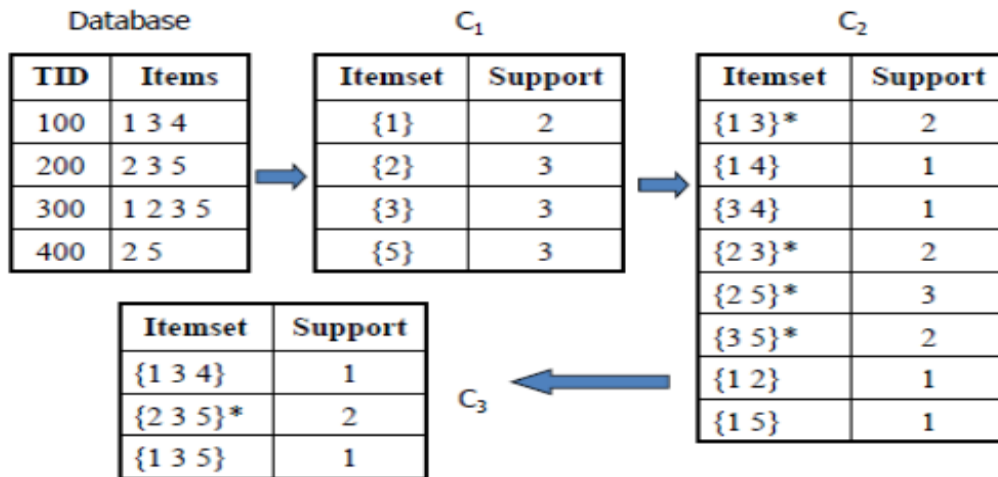 Database
TID Items
100 1 3 4
200 2 3 5
300 1 2 3 5
400 2 5
C1
Itemset Support
{1} 2
{2} 3
{3} 3
{5} 3
C2
Itemset Support
{1 3}* 2
{1 4} 1
{3 4} 1
{2 3}* 2
{2 5}* 3
{3 5}* 2
{1 2} 1
{1 5} 1
Itemset Support
{1 3 4} 1
{2 3 5}* 2
{1 3 5} 1
C3